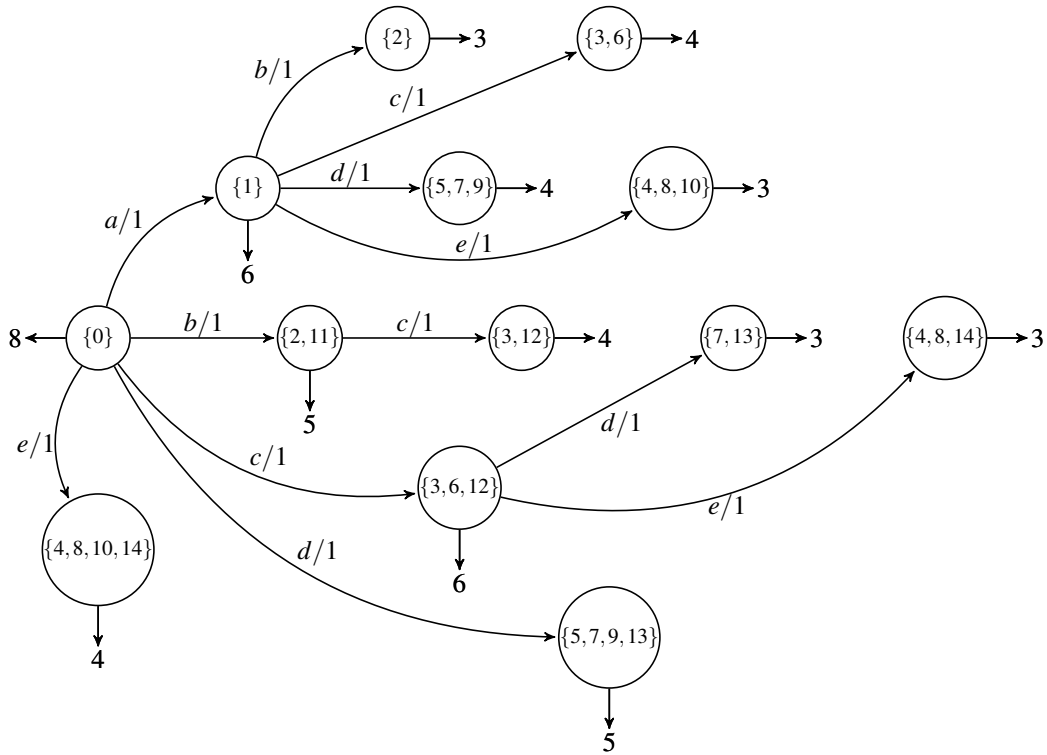 {2}
3
{3,6}
4
b/1
c/1
{1}
d/1
{5,7,9}
4
{4,8,10}
3
a/1
e/1
6
8
{0}
b/1
{2,11}
c/1
{3,12}
4
{7,13}
3
{4,8,14}
3
5
d/1
e/1
c/1
{3,6,12}
e/1
d/1
{4,8,10,14}
6
{5,7,9,13}
4
5